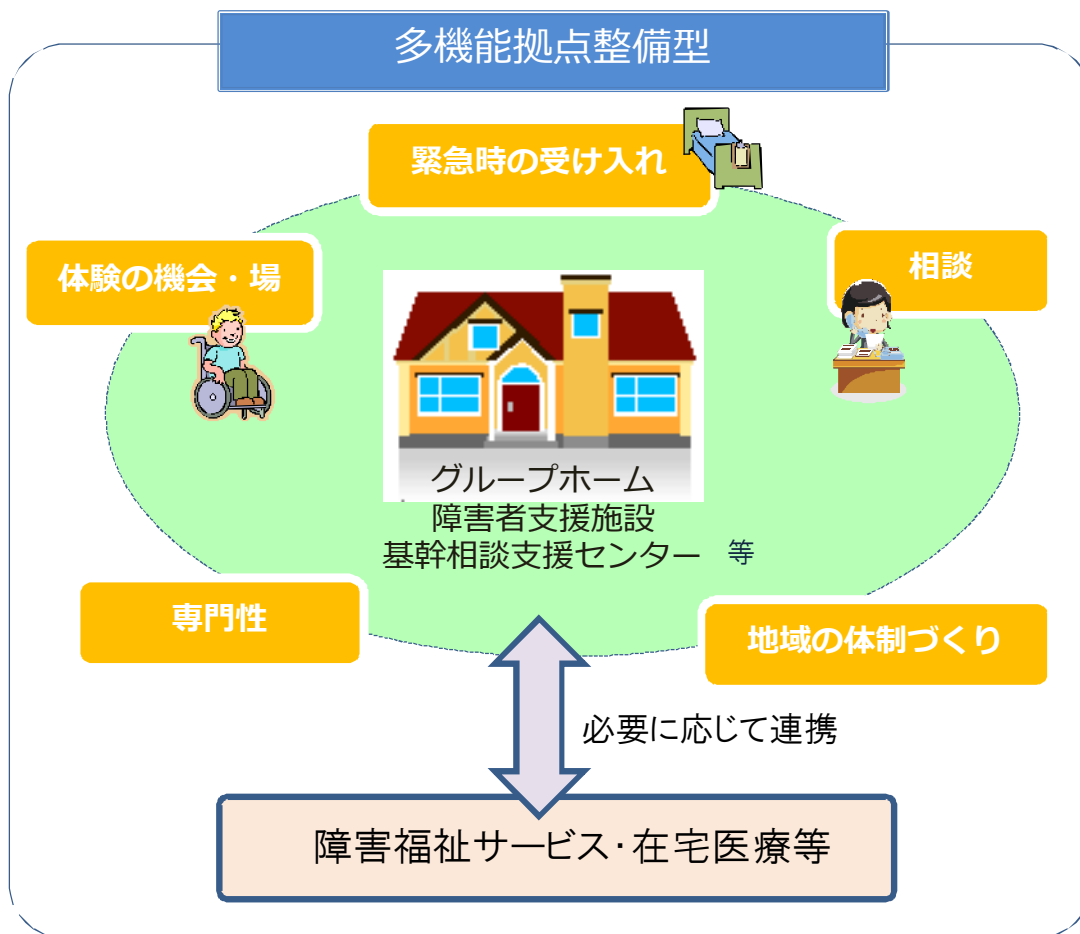 多機能拠点整備型
緊急時の受け入れ
体験の機会・場
相談
グループホーム
障害者支援施設
基幹相談支援センター 等
専門性
地域の体制づくり
必要に応じて連携
障害福祉サービス・在宅医療等